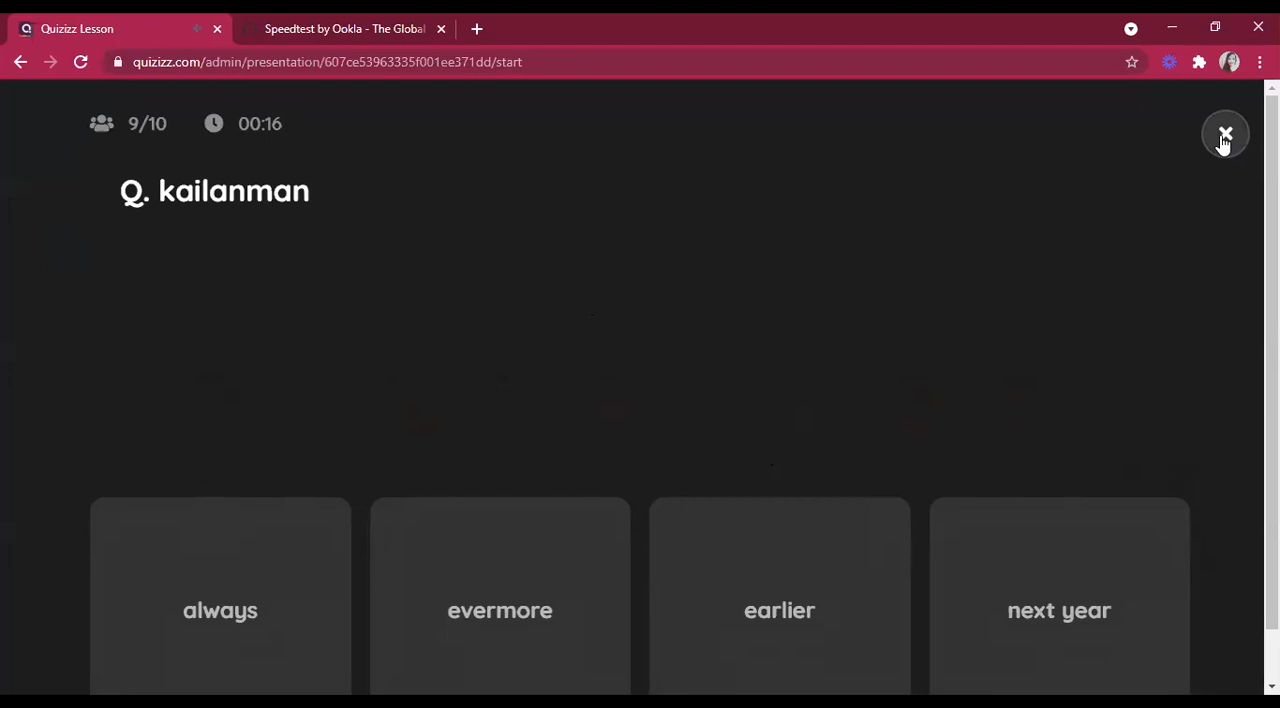 Quizizz Lesson
Speedtest by Ookla - The Global
quizizz.com/admin/presentation/607ce53963335f001ee371dd/start
9/10 00:16
Q. kailanman
always evermore earlier next year